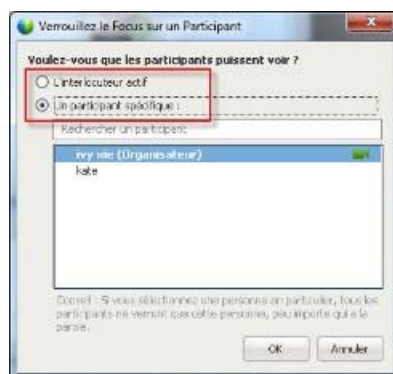 Verrouillez le Focus sur un Participant
Voulez-vous que les participants puissent voir ?
L'interlocuteur actif
Un participant spécifique :
Rechercher un participant
ivy xie (Organisateur)
kate
Conseil : Si vous sélectionnez une personne en particulier, tous les
participants ne verront que cette personne, peu importe qui a la
parole.
OK
Annuler